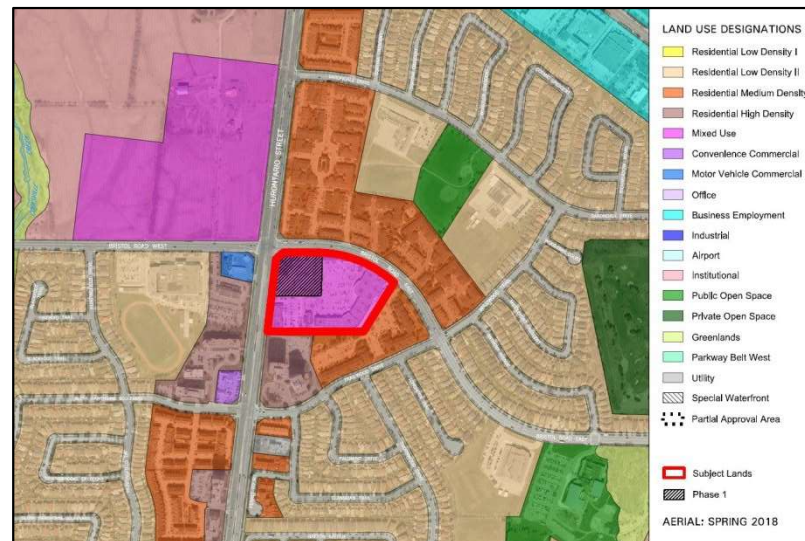 LAND USE DESIGNATIONS
Residential Low Density I
Residential Low Density II
Residential Medium Density
Residential High Density
Mixed Use
Convenience Commercial
Motor Vehicle Commercial
Office
Business Employment
Industrial
Airport
Institutional
Public Open Space
Private Open Space
Greenlands
Parkway Belt West
Utility
Special Waterfront
Partial Approval Area
Subject Lands
Phase 1
AERIAL: SPRING 2018
HURONTARIO STREET
BRISTOL ROAD WEST
BRISTOL ROAD EAST